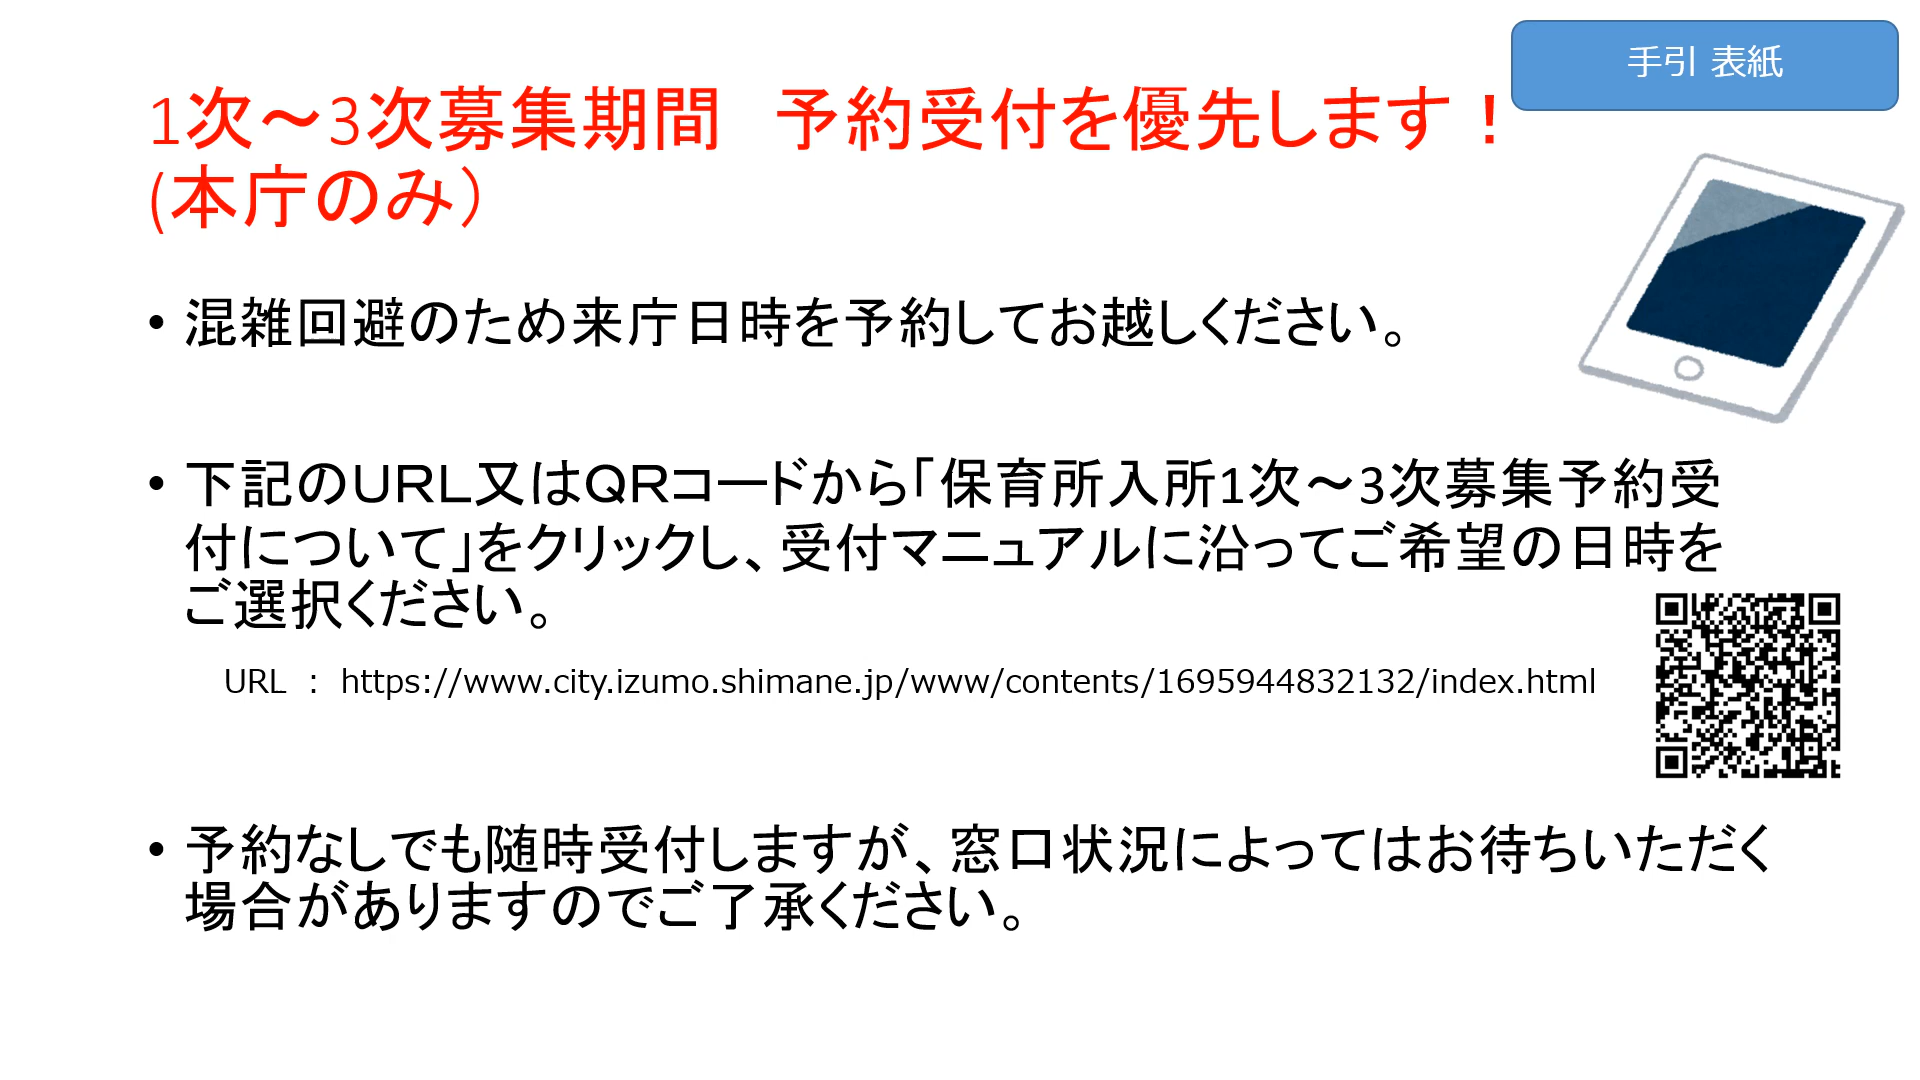 手引 表紙
1次～3次募集期間　予約受付を優先します！
(本庁のみ）
• 混雑回避のため来庁日時を予約してお越しください。
• 下記のＵＲＬ又はＱＲコードから「保育所入所1次～3次募集予約受
付について」をクリックし、受付マニュアルに沿ってご希望の日時を
ご選択ください。
URL ： https://www.city.izumo.shimane.jp/www/contents/1695944832132/index.html
• 予約なしでも随時受付しますが、窓口状況によってはお待ちいただく
場合がありますのでご了承ください。